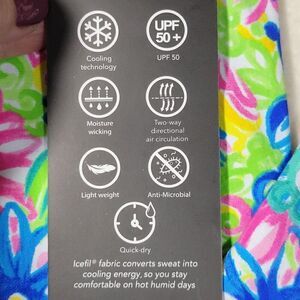 UPF
50+
Cooling
technology
UPF 50
Moisture
wicking
Two-way
directional
air circulation
Light weight
Anti-Microbial
Quick-dry
Icefil® fabric converts sweat into
cooling energy, so you stay
comfortable on hot humid days